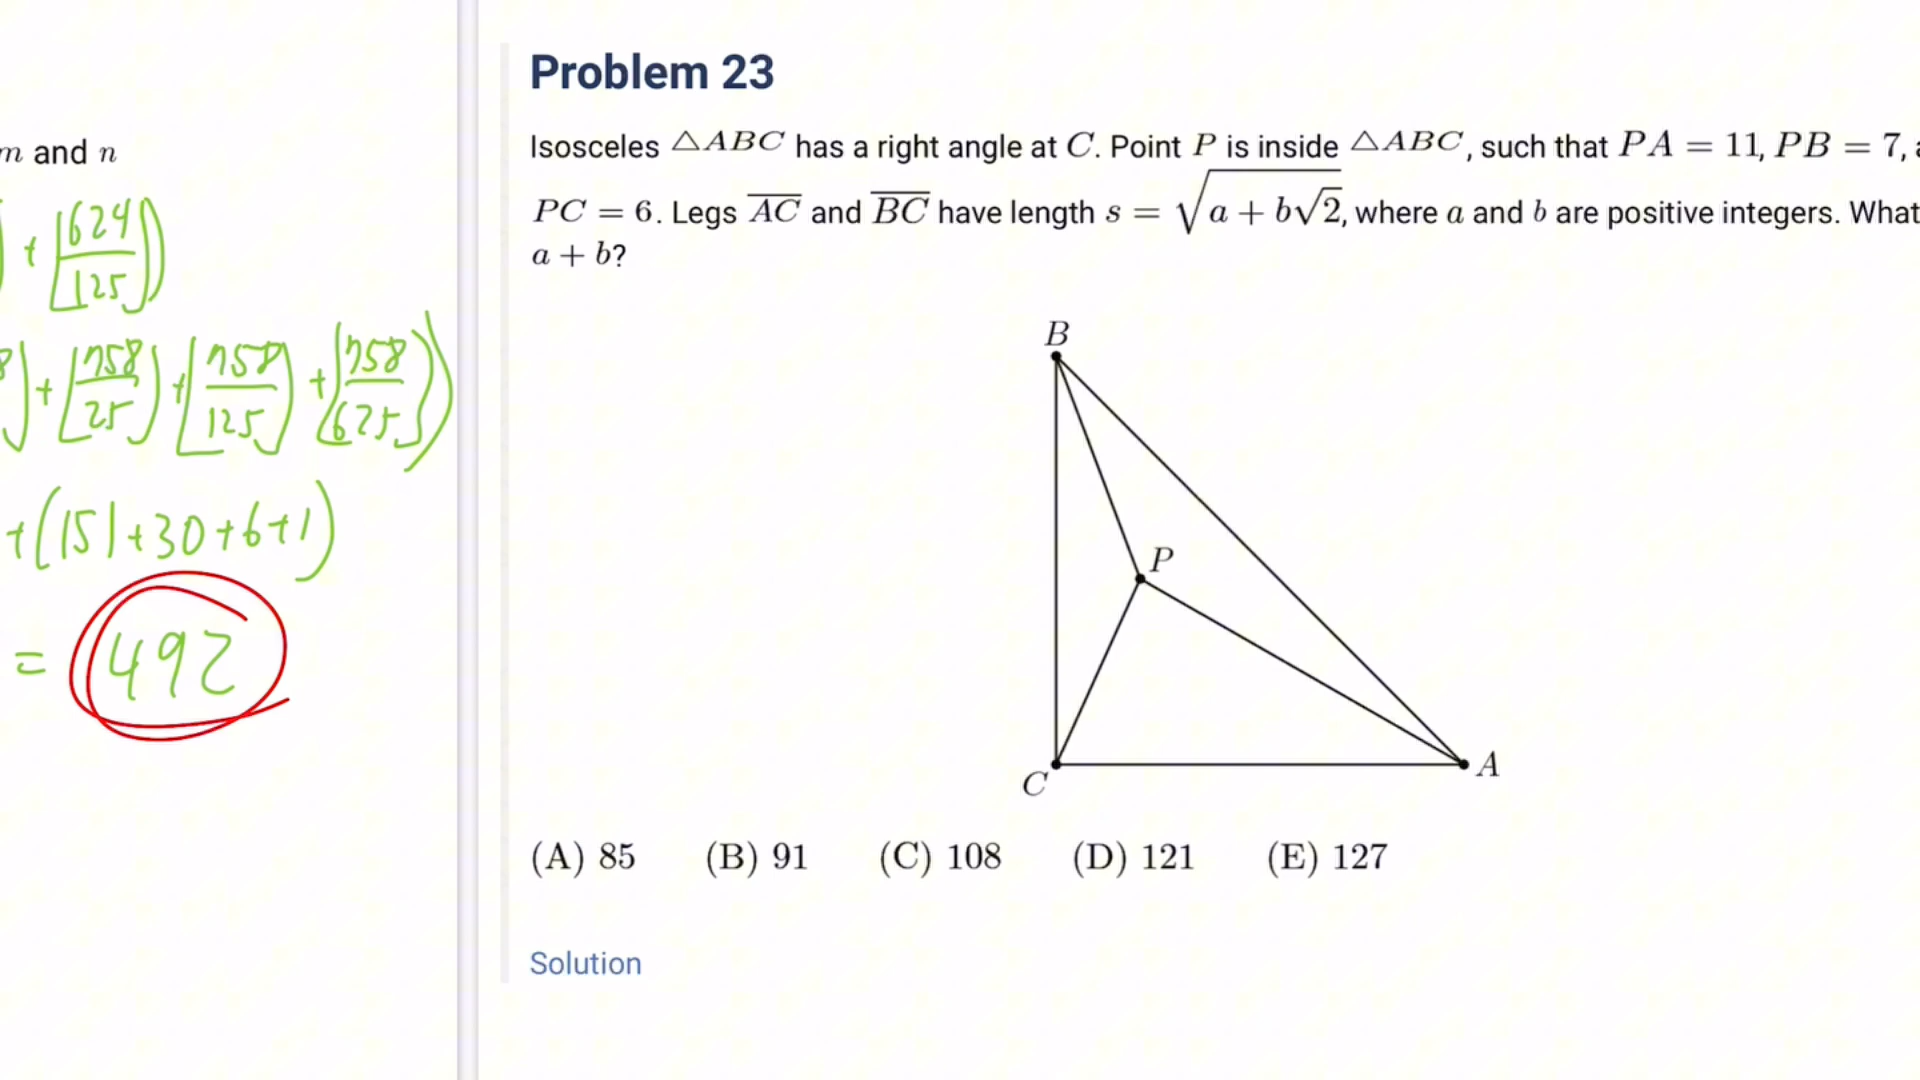 m and n
+ ⌊624/125⌋)
⌋ + ⌊758/25⌋ + ⌊758/125⌋ + ⌊758/625⌋)
+ (151+30+6+1)
= 492
Problem 23
Isosceles △ABC has a right angle at C. Point P is inside △ABC, such that PA = 11, PB = 7,
PC = 6. Legs AC and BC have length s = √(a + b√2), where a and b are positive integers. What
a + b?
B
P
C
A
(A) 85 (B) 91 (C) 108 (D) 121 (E) 127
Solution